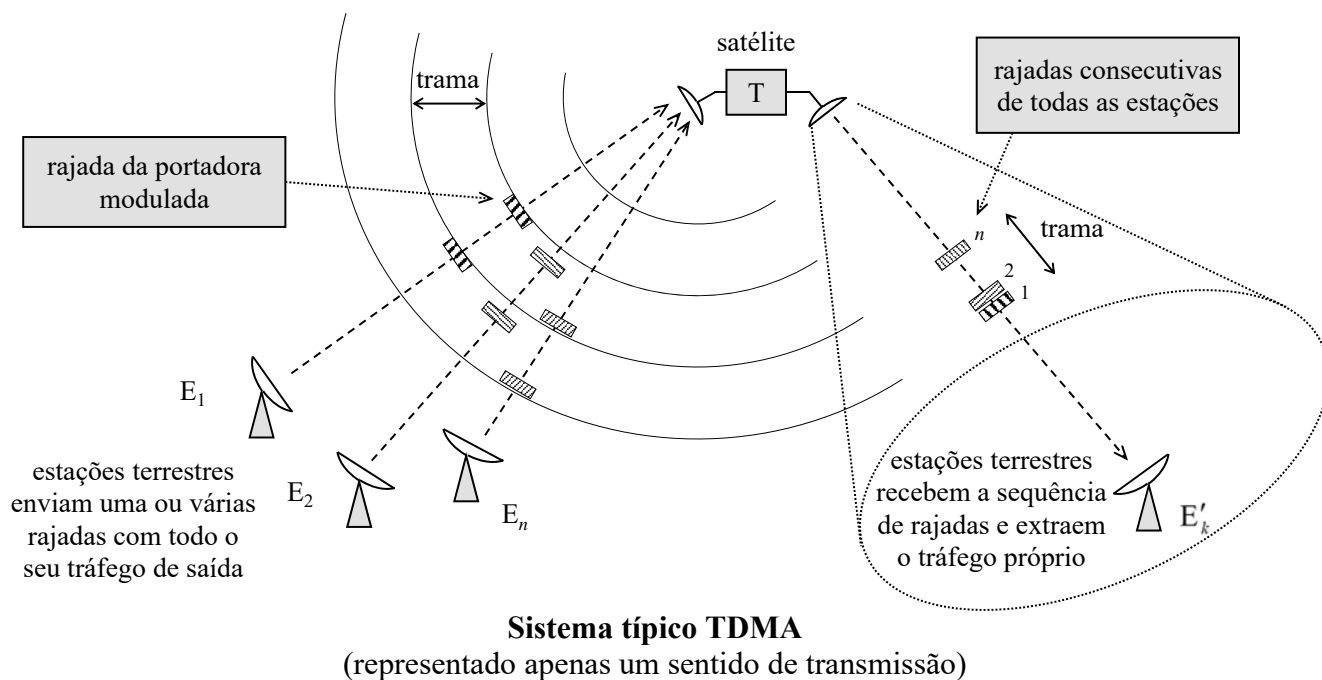 satélite
T
trama
rajadas consecutivas
de todas as estações
rajada da portadora
modulada
n
trama
2
1
E1
E2
En
estações terrestres
enviam uma ou várias
rajadas com todo o
seu tráfego de saída
estações terrestres
recebem a sequência
de rajadas e extraem
o tráfego próprio
E′k
Sistema típico TDMA
(representado apenas um sentido de transmissão)